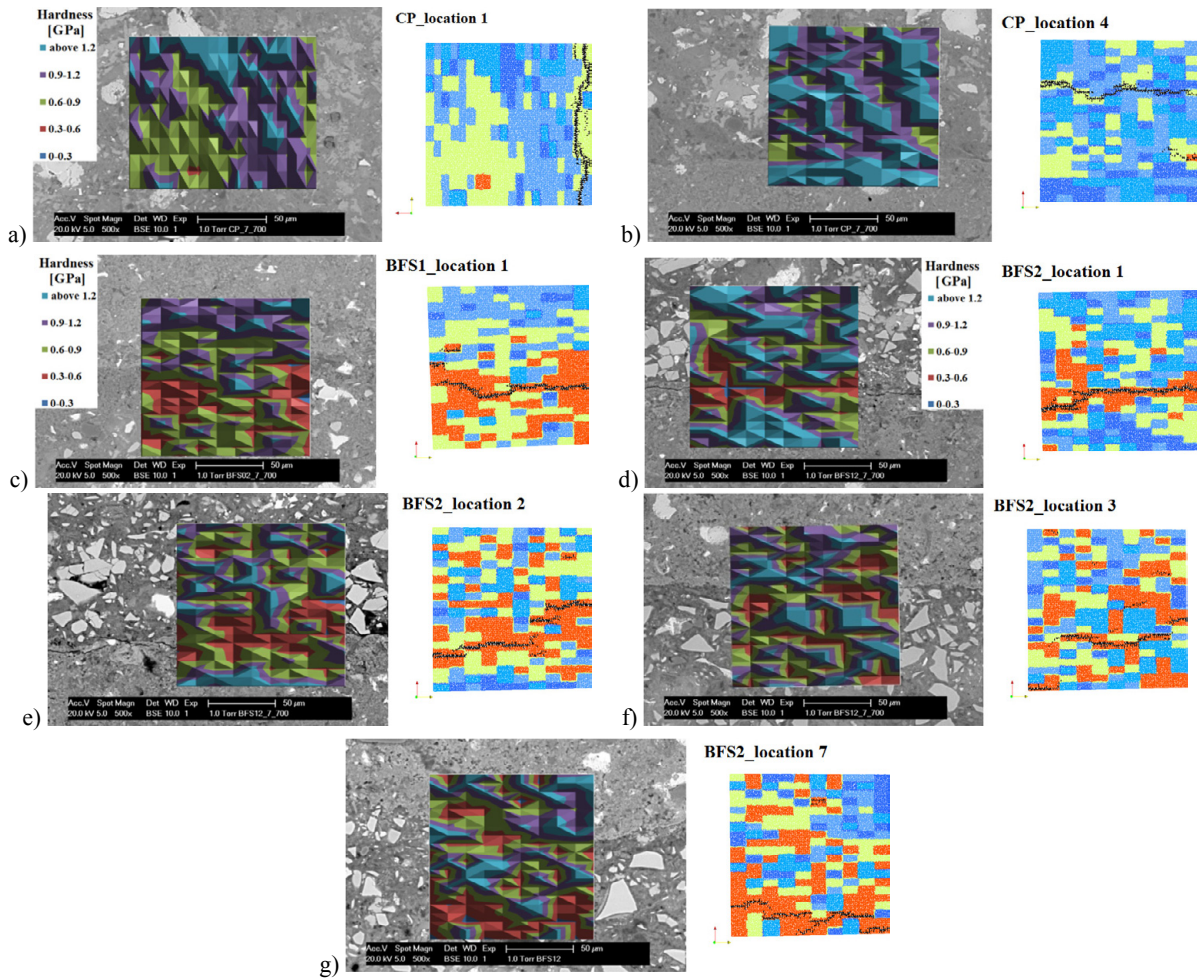 Hardness
[GPa]
above 1.2
0.9-1.2
0.6-0.9
0.3-0.6
0-0.3
Acc.V Spot Magn Det WD Exp 50 µm
20.0 kV 5.0 500x BSE 10.0 1 1.0 Torr CP_7_700
a)
CP_location 1
Acc.V Spot Magn Det WD Exp 50 µm
20.0 kV 5.0 500x BSE 10.0 1 1.0 Torr CP_7_700
b)
CP_location 4
Hardness
[GPa]
above 1.2
0.9-1.2
0.6-0.9
0.3-0.6
0-0.3
Acc.V Spot Magn Det WD Exp 50 µm
20.0 kV 5.0 500x BSE 10.0 1 1.0 Torr BFS02_7_700
c)
BFS1_location 1
Hardness
[GPa]
above 1.2
0.9-1.2
0.6-0.9
0.3-0.6
0-0.3
Acc.V Spot Magn Det WD Exp 50 µm
20.0 kV 5.0 500x BSE 10.0 1 1.0 Torr BFS12_7_700
d)
BFS2_location 1
Acc.V Spot Magn Det WD Exp 50 µm
20.0 kV 5.0 500x BSE 10.0 1 1.0 Torr BFS12_7_700
e)
BFS2_location 2
Acc.V Spot Magn Det WD Exp 50 µm
20.0 kV 5.0 500x BSE 10.0 1 1.0 Torr BFS12_7_700
f)
BFS2_location 3
Acc.V Spot Magn Det WD Exp 50 µm
20.0 kV 5.0 500x BSE 10.0 1 1.0 Torr BFS12
g)
BFS2_location 7